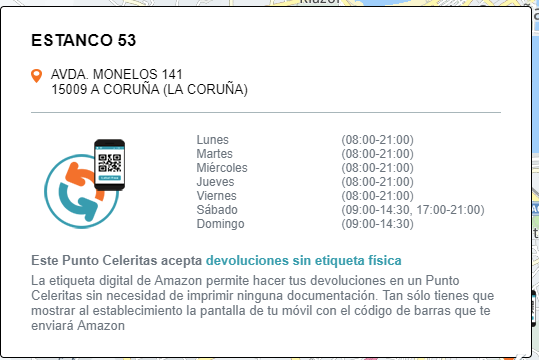 ESTANCO 53
AVDA. MONELOS 141
15009 A CORUÑA (LA CORUÑA)
Lunes (08:00-21:00)
Martes (08:00-21:00)
Miércoles (08:00-21:00)
Jueves (08:00-21:00)
Viernes (08:00-21:00)
Sábado (09:00-14:30, 17:00-21:00)
Domingo (09:00-14:30)
Este Punto Celeritas acepta devoluciones sin etiqueta física
La etiqueta digital de Amazon permite hacer tus devoluciones en un Punto
Celeritas sin necesidad de imprimir ninguna documentación. Tan sólo tienes que
mostrar al establecimiento la pantalla de tu móvil con el código de barras que te
enviará Amazon